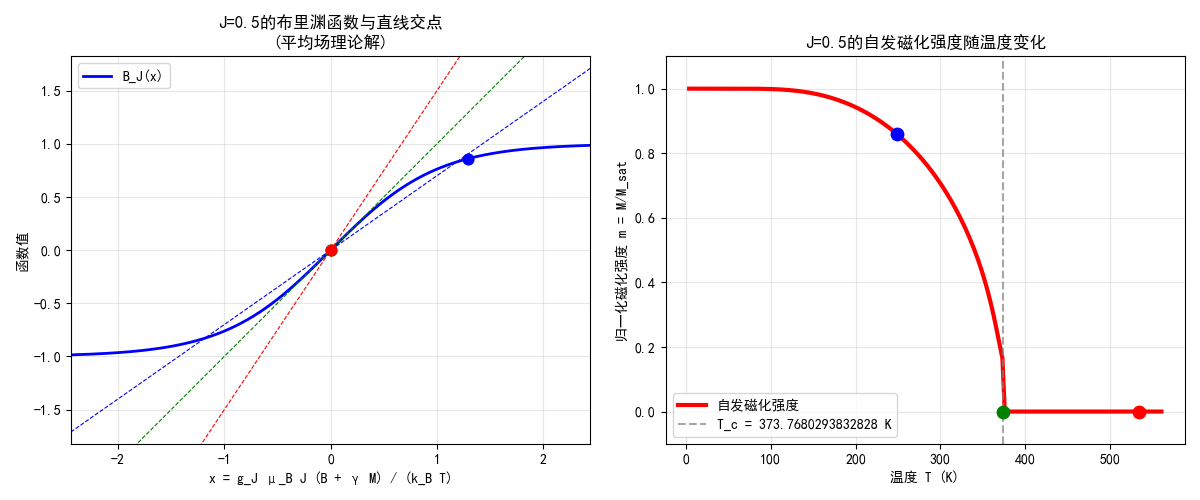 J=0.5的布里渊函数与直线交点
(平均场理论解)
B_J(x)
函数值
1.5
1.0
0.5
0.0
−0.5
−1.0
−1.5
−2
−1
0
1
2
x = g_J μ_B J (B + γ M) / (k_B T)
J=0.5的自发磁化强度随温度变化
归一化磁化强度 m = M/M_sat
1.0
0.8
0.6
0.4
0.2
0.0
自发磁化强度
T_c = 373.7680293832828 K
0
100
200
300
400
500
温度 T (K)